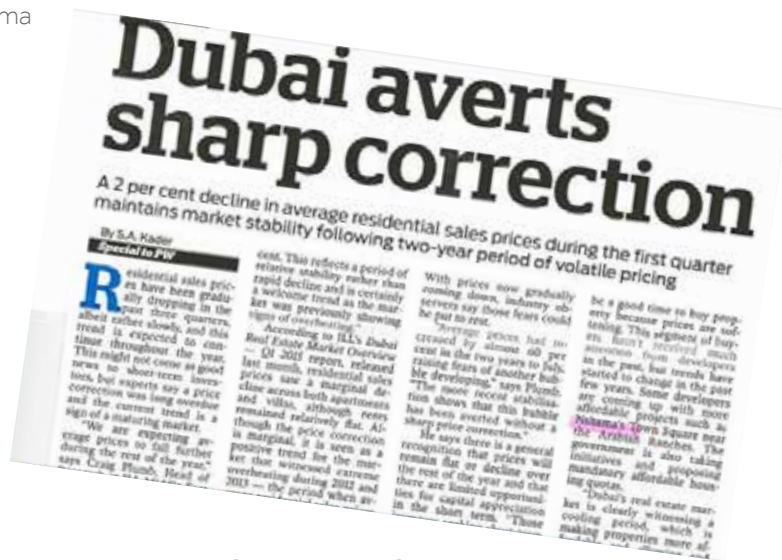 ma
Dubai averts
sharp correction
A 2 per cent decline in average residential sales prices during the first quarter
maintains market stability following two-year period of volatile pricing
By S.A. Kader
Special to PW
Residential sales pric-
es have been gradu-
ally dropping in the
past three quarters,
albeit rather slowly, and this
trend is expected to con-
tinue throughout the year.
This might not come as good
news to short-term inves-
tors, but experts say a price
correction was long overdue
and the current trend is a
sign of a maturing market.
"We are expecting av-
erage prices to fall further
during the rest of the year,"
says Craig Plumb, Head of
cent. This reflects a period of
relative stability rather than
rapid decline and is certainly
a welcome trend as the mar-
ket was previously showing
signs of overheating."
According to JLL's Dubai
Real Estate Market Overview
— Q1 2015 report, released
last month, residential sales
prices saw a marginal de-
cline across both apartments
and villas, although rents
remained relatively flat. Al-
though the price correction
is marginal, it is seen as a
positive trend for the mar-
ket that witnessed extreme
overheating during 2012 and
2013 — the period when av-
With prices now gradually
coming down, industry ob-
servers say those fears could
be put to rest.
"Average prices had in-
creased by almost 60 per
cent in the two years to July,
raising fears of another bub-
ble developing," says Plumb.
"The more recent stabilisa-
tion shows that this bubble
has been averted without a
sharp price correction."
He says there is a general
recognition that prices will
remain flat or decline over
the rest of the year and that
there are limited opportuni-
ties for capital appreciation
in the short term. "Those
be a good time to buy prop-
erty because prices are sof-
tening. This segment of buy-
ers hasn't received much
attention from developers
in the past, but trends have
started to change in the past
few years. Some developers
are coming up with more
affordable projects such as
Town Square near
the Arabian Ranches. The
government is also taking
initiatives and proposing
mandatory affordable hous-
ing quotas.
"Dubai's real estate mar-
ket is clearly witnessing a
cooling period, which is
making properties more af-